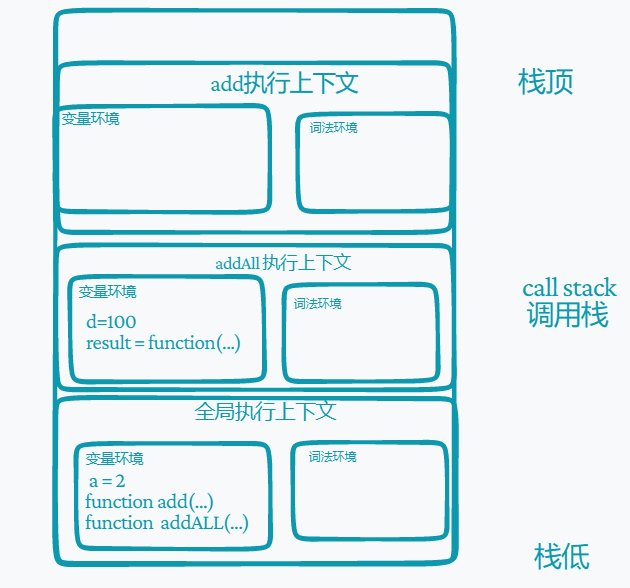 add执行上下文
栈顶
变量环境
词法环境
addAll 执行上下文
变量环境
词法环境
d=100
result = function(...)
call stack
调用栈
全局执行上下文
变量环境
词法环境
a = 2
function add(...)
function addALL(...)
栈低